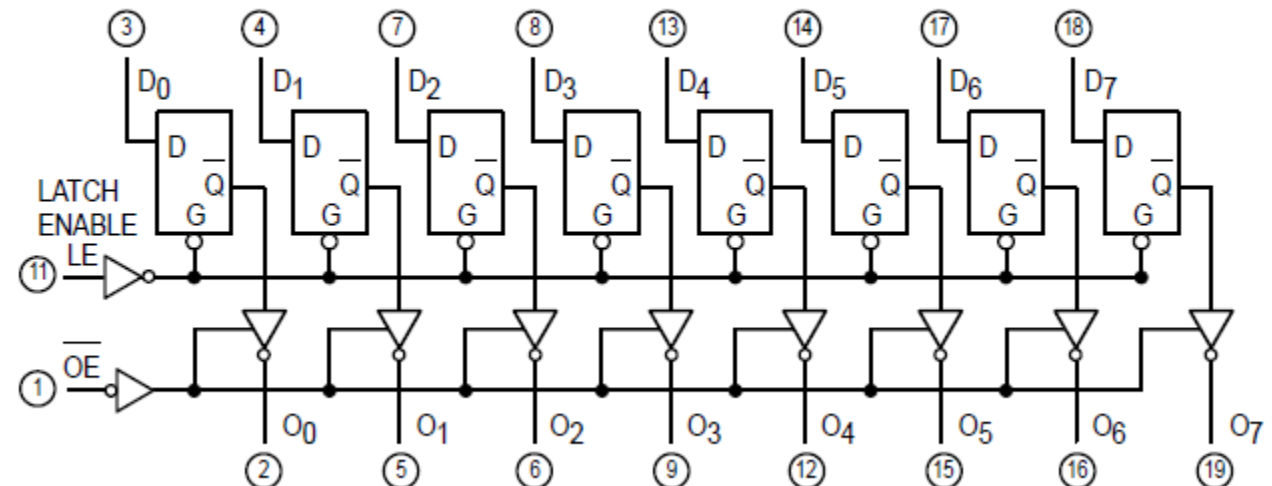 3 4 7 8 13 14 17 18
D0 D1 D2 D3 D4 D5 D6 D7
D D D D D D D D
Q̅ Q̅ Q̅ Q̅ Q̅ Q̅ Q̅ Q̅
LATCH
ENABLE
G G G G G G G G
11 LE
O̅E̅
1
O0 O1 O2 O3 O4 O5 O6 O7
2 5 6 9 12 15 16 19